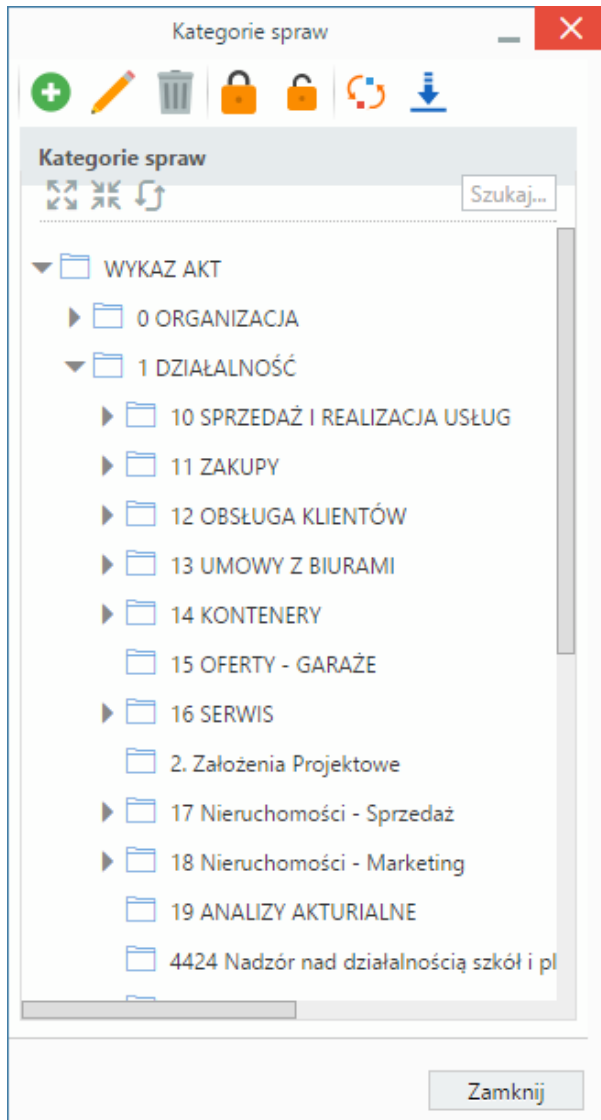 Kategorie spraw
Kategorie spraw
Szukaj...
WYKAZ AKT
0 ORGANIZACJA
1 DZIAŁALNOŚĆ
10 SPRZEDAŻ I REALIZACJA USŁUG
11 ZAKUPY
12 OBSŁUGA KLIENTÓW
13 UMOWY Z BIURAMI
14 KONTENERY
15 OFERTY - GARAŻE
16 SERWIS
2. Założenia Projektowe
17 Nieruchomości - Sprzedaż
18 Nieruchomości - Marketing
19 ANALIZY AKTURIALNE
4424 Nadzór nad działalnością szkół i pl
Zamknij